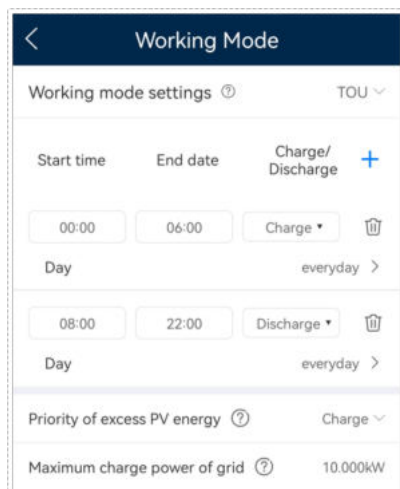 Working Mode
Working mode settings ? TOU
Start time End date Charge/
Discharge +
00:00 06:00 Charge
Day everyday >
08:00 22:00 Discharge
Day everyday >
Priority of excess PV energy ? Charge
Maximum charge power of grid ? 10.000kW